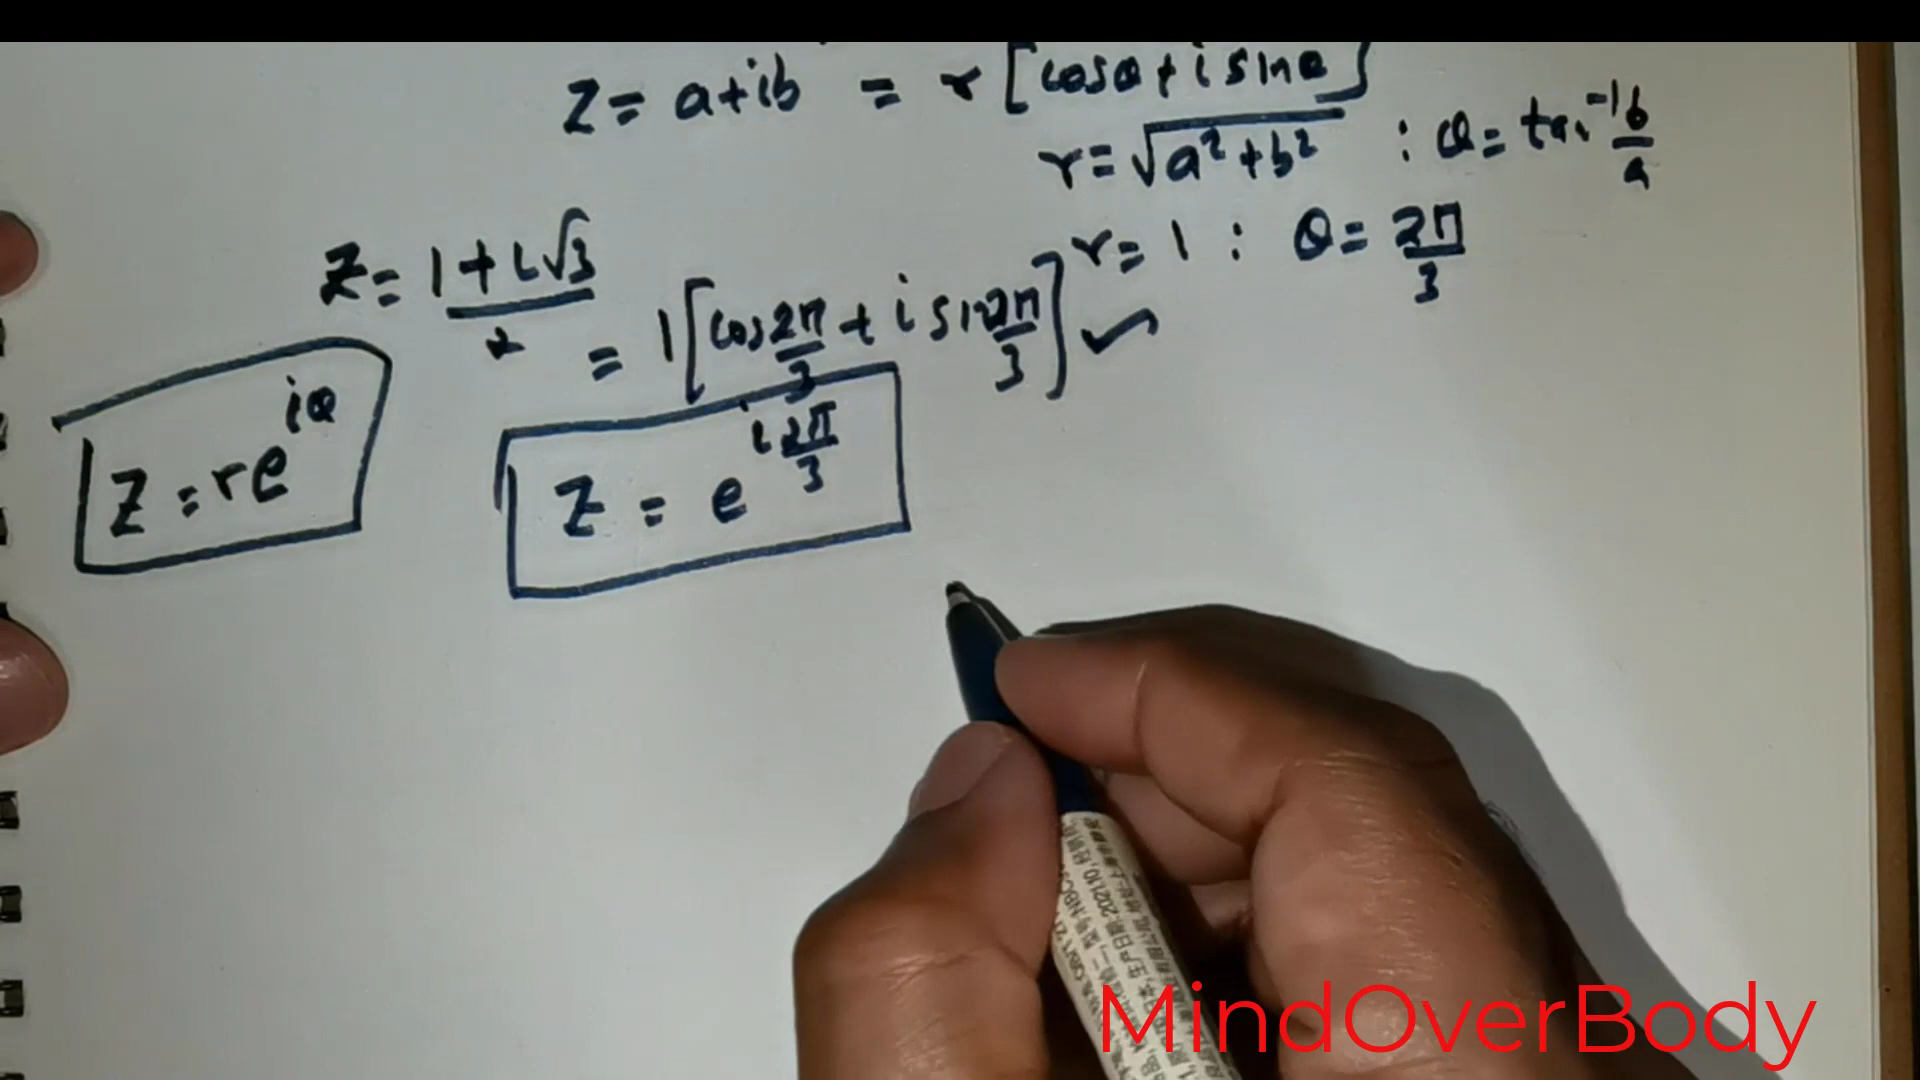 z = a+ib = r [cosθ + i sinθ]
r = √a²+b² : θ = tan⁻¹ b/a
z = 1+i√3/2 r = 1 : θ = 2π/3
= 1[cos 2π/3 + i sin 2π/3] ✓
z = re^iθ
z = e^i2π/3
MindOverBody